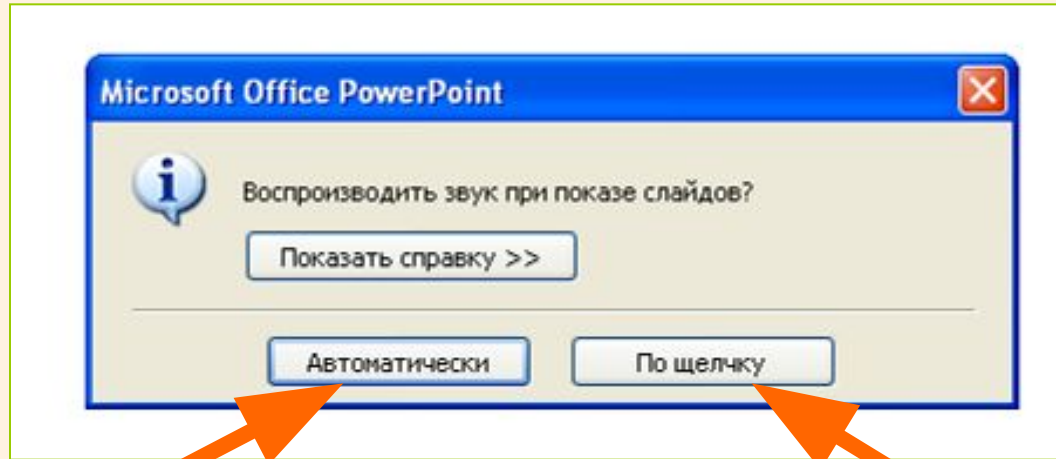 Microsoft Office PowerPoint
Воспроизводить звук при показе слайдов?
Показать справку >>
Автоматически
По щелчку